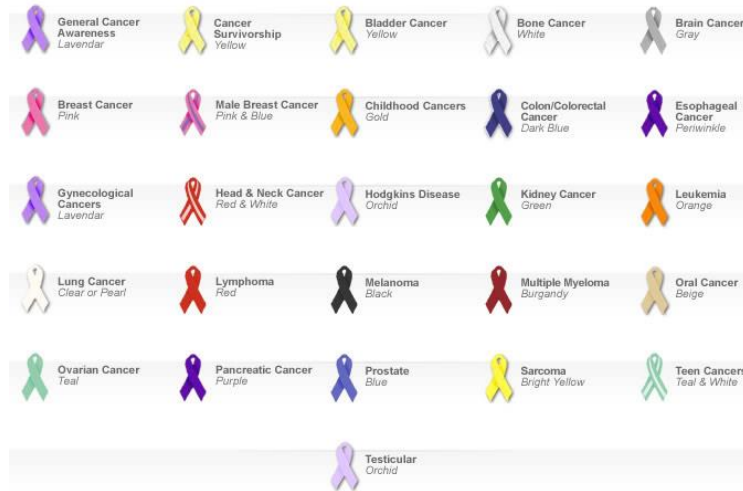 General Cancer
Awareness
Lavendar
Cancer
Survivorship
Yellow
Bladder Cancer
Yellow
Bone Cancer
White
Brain Cancer
Gray
Breast Cancer
Pink
Male Breast Cancer
Pink & Blue
Childhood Cancers
Gold
Colon/Colorectal
Cancer
Dark Blue
Esophageal
Cancer
Periwinkle
Gynecological
Cancers
Lavendar
Head & Neck Cancer
Red & White
Hodgkins Disease
Orchid
Kidney Cancer
Green
Leukemia
Orange
Lung Cancer
Clear or Pearl
Lymphoma
Red
Melanoma
Black
Multiple Myeloma
Burgandy
Oral Cancer
Beige
Ovarian Cancer
Teal
Pancreatic Cancer
Purple
Prostate
Blue
Sarcoma
Bright Yellow
Teen Cancers
Teal & White
Testicular
Orchid